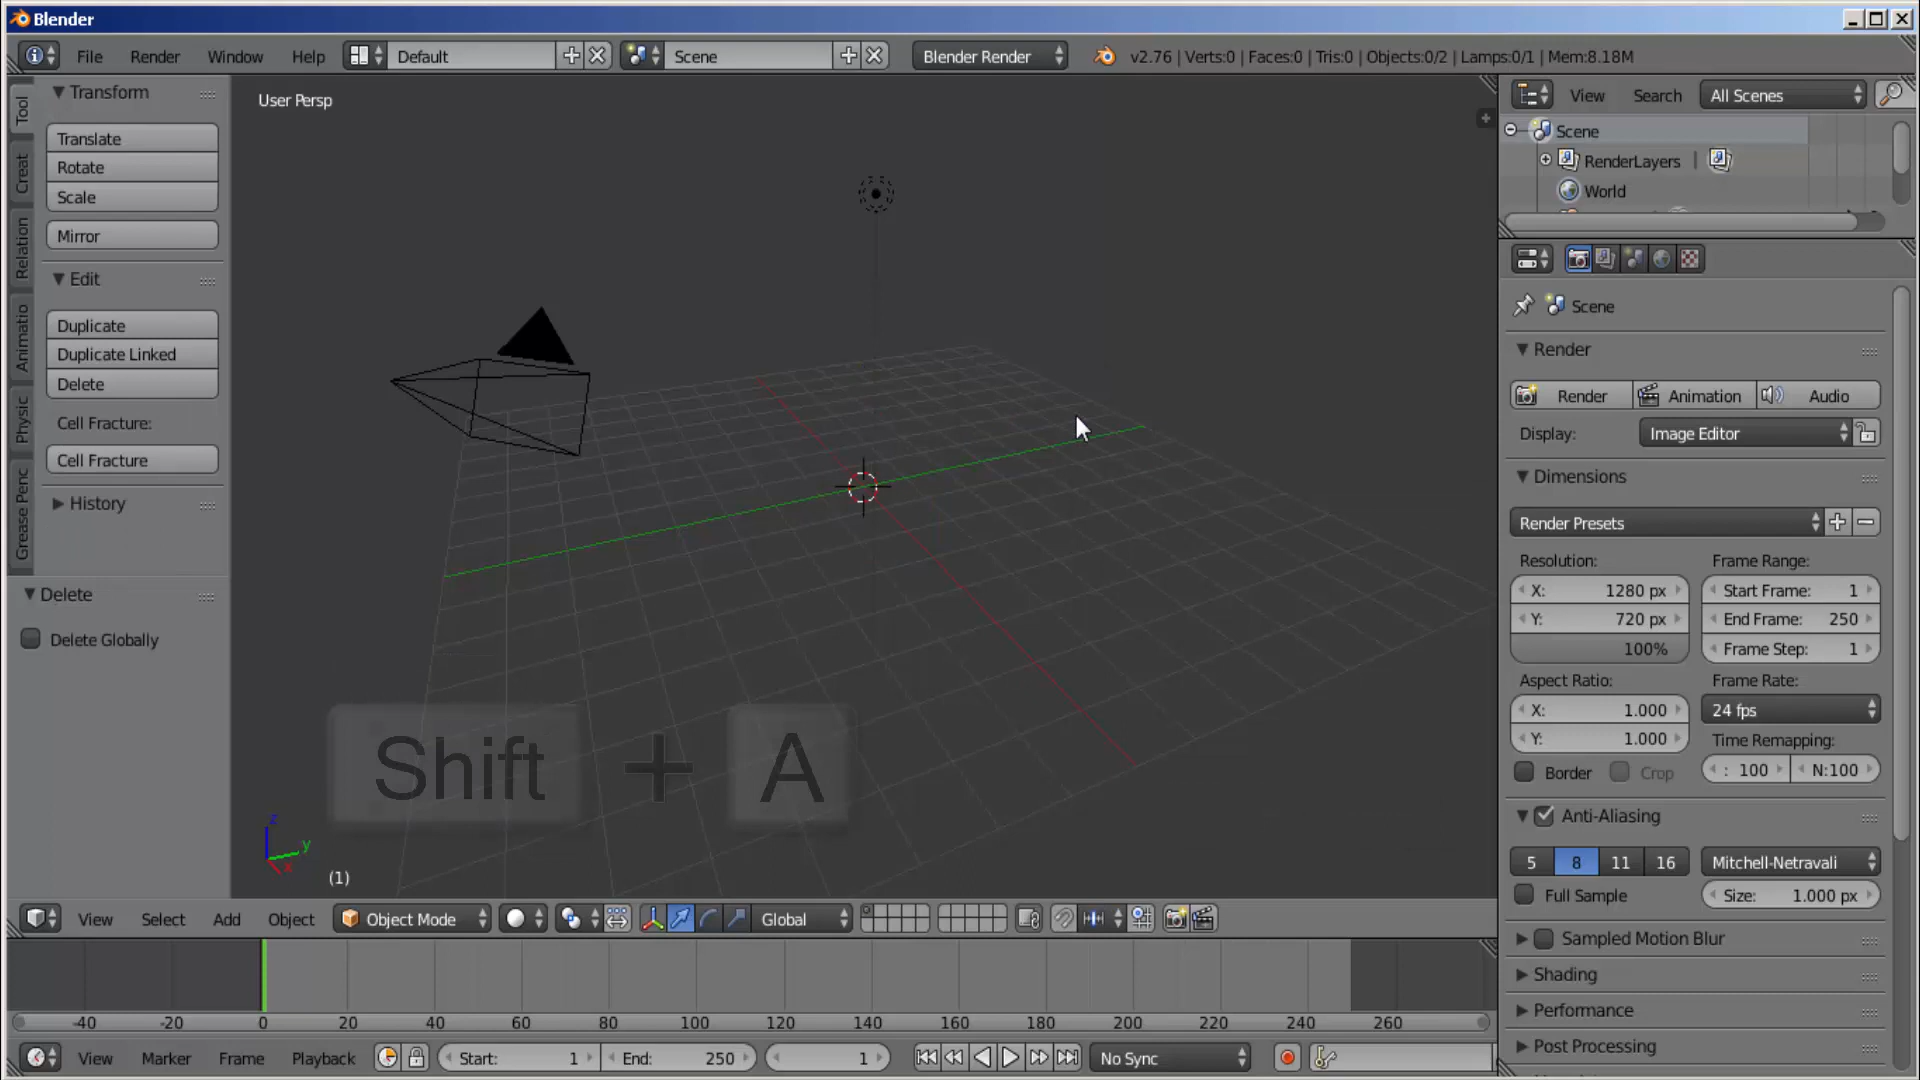 Blender
File Render Window Help Default Scene Blender Render v2.76 | Verts:0 | Faces:0 | Tris:0 | Objects:0/2 | Lamps:0/1 | Mem:8.18M
Tool
Creat
Relation
Animatio
Physic
Grease Penc
Transform
Translate
Rotate
Scale
Mirror
Edit
Duplicate
Duplicate Linked
Delete
Cell Fracture:
Cell Fracture
History
Delete
Delete Globally
User Persp
Shift + A
z
y
x
(1)
View Select Add Object Object Mode Global
-40 -20 0 20 40 60 80 100 120 140 160 180 200 220 240 260
View Marker Frame Playback Start: 1 End: 250 1 No Sync
View Search All Scenes
Scene
RenderLayers |
World
Scene
Render
Render Animation Audio
Display: Image Editor
Dimensions
Render Presets
Resolution: Frame Range:
X: 1280 px Start Frame: 1
Y: 720 px End Frame: 250
100% Frame Step: 1
Aspect Ratio: Frame Rate:
X: 1.000 24 fps
Y: 1.000 Time Remapping:
Border Crop : 100 N:100
Anti-Aliasing
5 8 11 16 Mitchell-Netravali
Full Sample Size: 1.000 px
Sampled Motion Blur
Shading
Performance
Post Processing